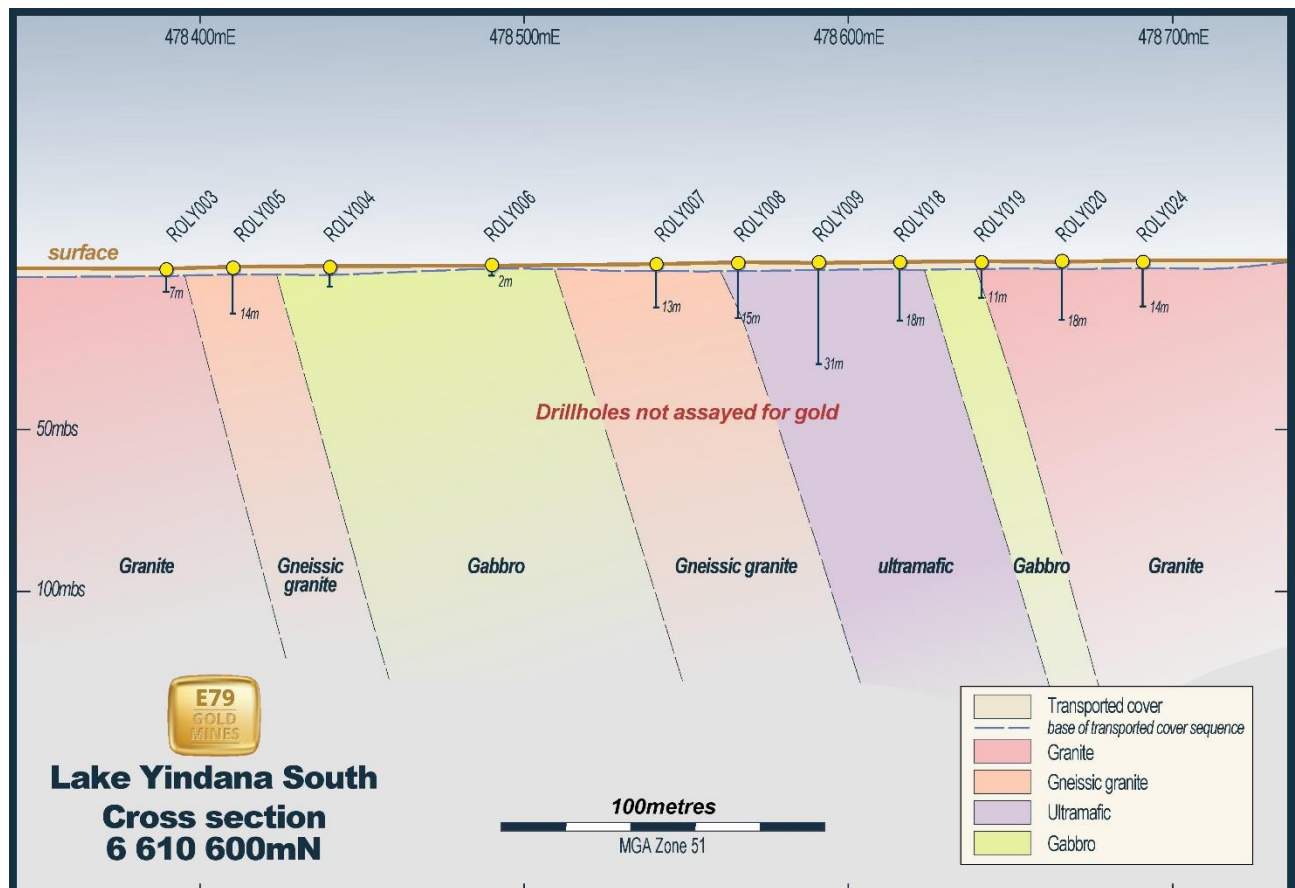 478 400mE
478 500mE
478 600mE
478 700mE
ROLY003
ROLY005
ROLY004
ROLY006
ROLY007
ROLY008
ROLY009
ROLY018
ROLY019
ROLY020
ROLY024
surface
7m
14m
2m
13m
15m
31m
18m
11m
18m
14m
Drillholes not assayed for gold
50mbs
Granite
Gneissic
granite
Gabbro
Gneissic granite
ultramafic
Gabbro
Granite
100mbs
E79
GOLD
MINES
Lake Yindana South
Cross section
6 610 600mN
100metres
MGA Zone 51
Transported cover
base of transported cover sequence
Granite
Gneissic granite
Ultramafic
Gabbro